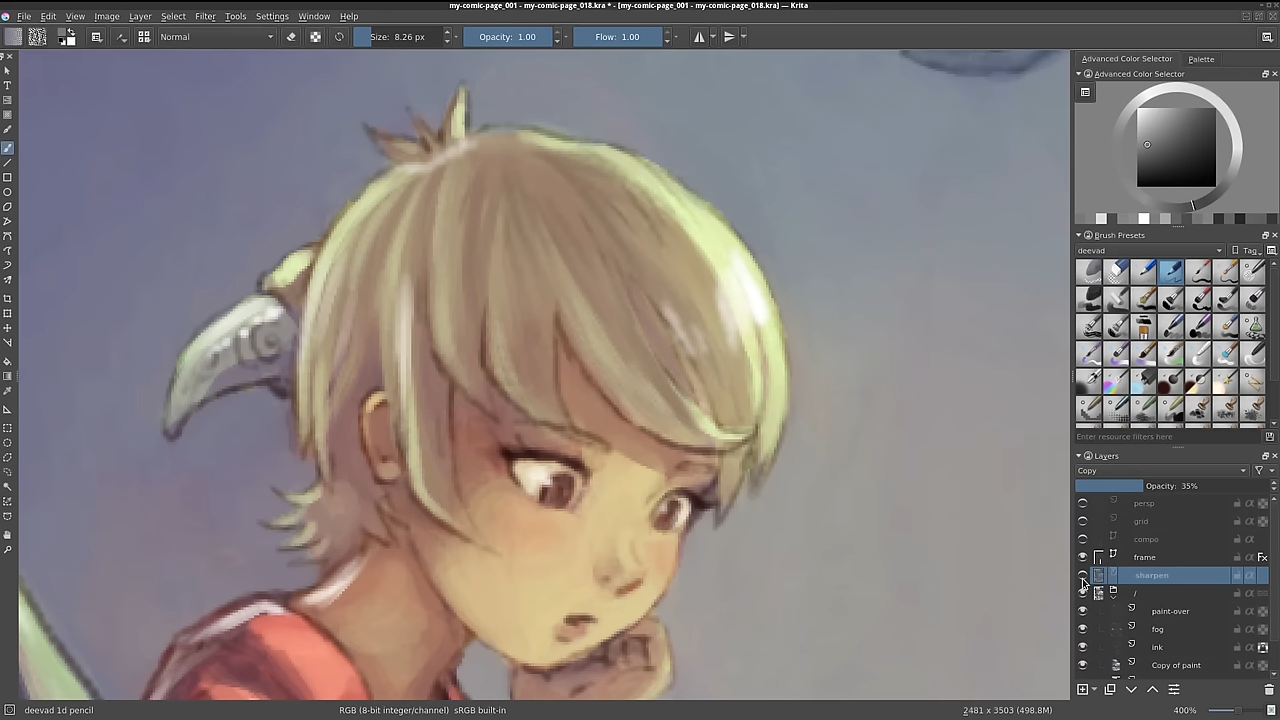 my-comic-page_001 - my-comic-page_018.kra * - [my-comic-page_001 - my-comic-page_018.kra] — Krita
File Edit View Image Layer Select Filter Tools Settings Window Help
Normal Size: 8.26 px Opacity: 1.00 Flow: 1.00
Advanced Color Selector Palette
Advanced Color Selector
Brush Presets
deevad Tag
Enter resource filters here
Layers
Copy
Opacity: 35%
persp
grid
compo
frame
sharpen
/
paint-over
fog
ink
Copy of paint
deevad 1d pencil RGB (8-bit integer/channel) sRGB built-in 2481 x 3503 (498.8M) 400%